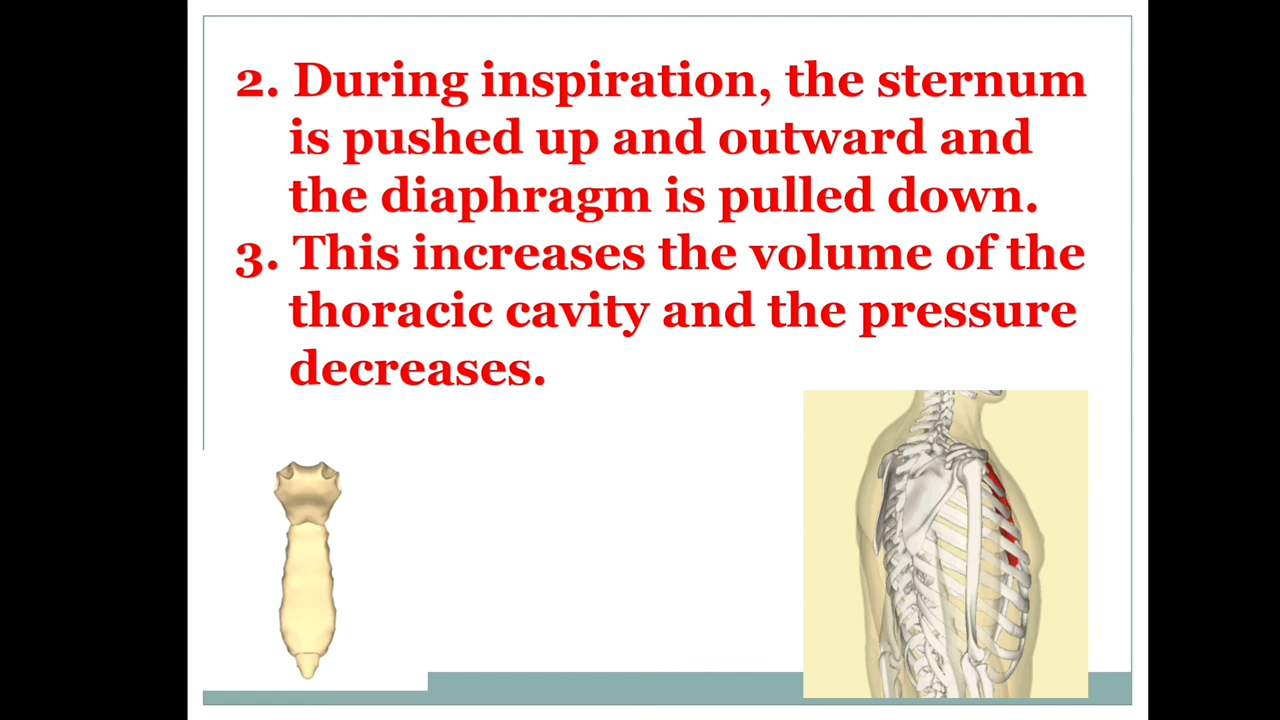 2. During inspiration, the sternum
is pushed up and outward and
the diaphragm is pulled down.
3. This increases the volume of the
thoracic cavity and the pressure
decreases.